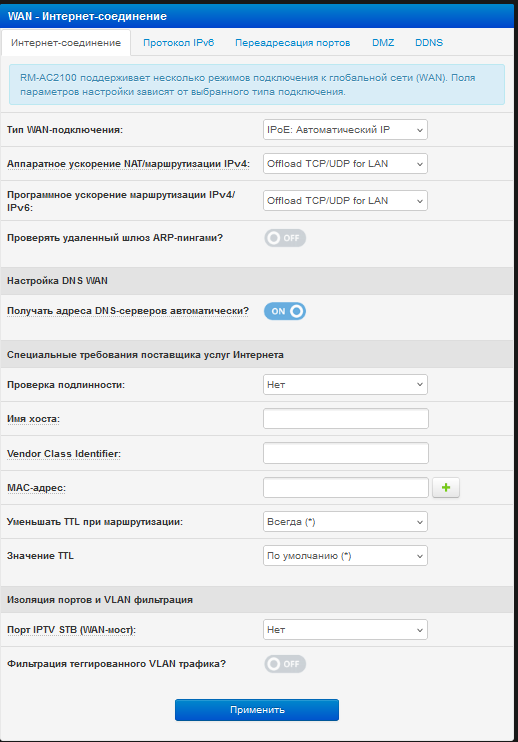 WAN - Интернет-соединение
Интернет-соединение Протокол IPv6 Переадресация портов DMZ DDNS
RM-AC2100 поддерживает несколько режимов подключения к глобальной сети (WAN). Поля
параметров настройки зависят от выбранного типа подключения.
Тип WAN-подключения: IPoE: Автоматический IP
Аппаратное ускорение NAT/маршрутизации IPv4: Offload TCP/UDP for LAN
Программное ускорение маршрутизации IPv4/
IPv6: Offload TCP/UDP for LAN
Проверять удаленный шлюз ARP-пингами? OFF
Настройка DNS WAN
Получать адреса DNS-серверов автоматически? ON
Специальные требования поставщика услуг Интернета
Проверка подлинности: Нет
Имя хоста:
Vendor Class Identifier:
MAC-адрес: +
Уменьшать TTL при маршрутизации: Всегда (*)
Значение TTL По умолчанию (*)
Изоляция портов и VLAN фильтрация
Порт IPTV STB (WAN-мост): Нет
Фильтрация теггированного VLAN трафика? OFF
Применить